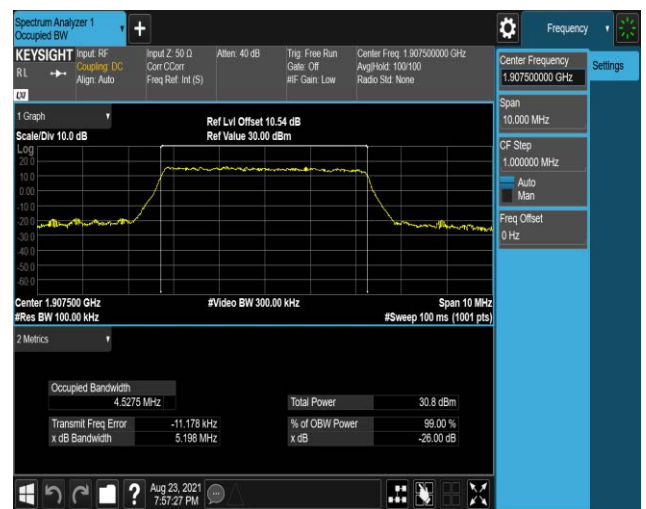 Spectrum Analyzer 1
Occupied BW
Frequency
KEYSIGHT
RL
LXI
Input: RF
Coupling: DC
Align: Auto
Input Z: 50 Ω
Corr CCorr
Freq Ref: Int (S)
Atten: 40 dB
Trig: Free Run
Gate: Off
#IF Gain: Low
Center Freq: 1.907500000 GHz
Avg|Hold: 100/100
Radio Std: None
Center Frequency
1.907500000 GHz
Settings
Span
10.000 MHz
CF Step
1.000000 MHz
Auto
Man
Freq Offset
0 Hz
1 Graph
Scale/Div 10.0 dB
Ref Lvl Offset 10.54 dB
Ref Value 30.00 dBm
Log
20.0
10.0
0.00
-10.0
-20.0
-30.0
-40.0
-50.0
-60.0
Center 1.907500 GHz
#Video BW 300.00 kHz
Span 10 MHz
#Res BW 100.00 kHz
#Sweep 100 ms (1001 pts)
2 Metrics
Occupied Bandwidth
4.5275 MHz
Total Power 30.8 dBm
Transmit Freq Error -11.178 kHz
% of OBW Power 99.00 %
x dB Bandwidth 5.198 MHz
x dB -26.00 dB
?
Aug 23, 2021
7:57:27 PM